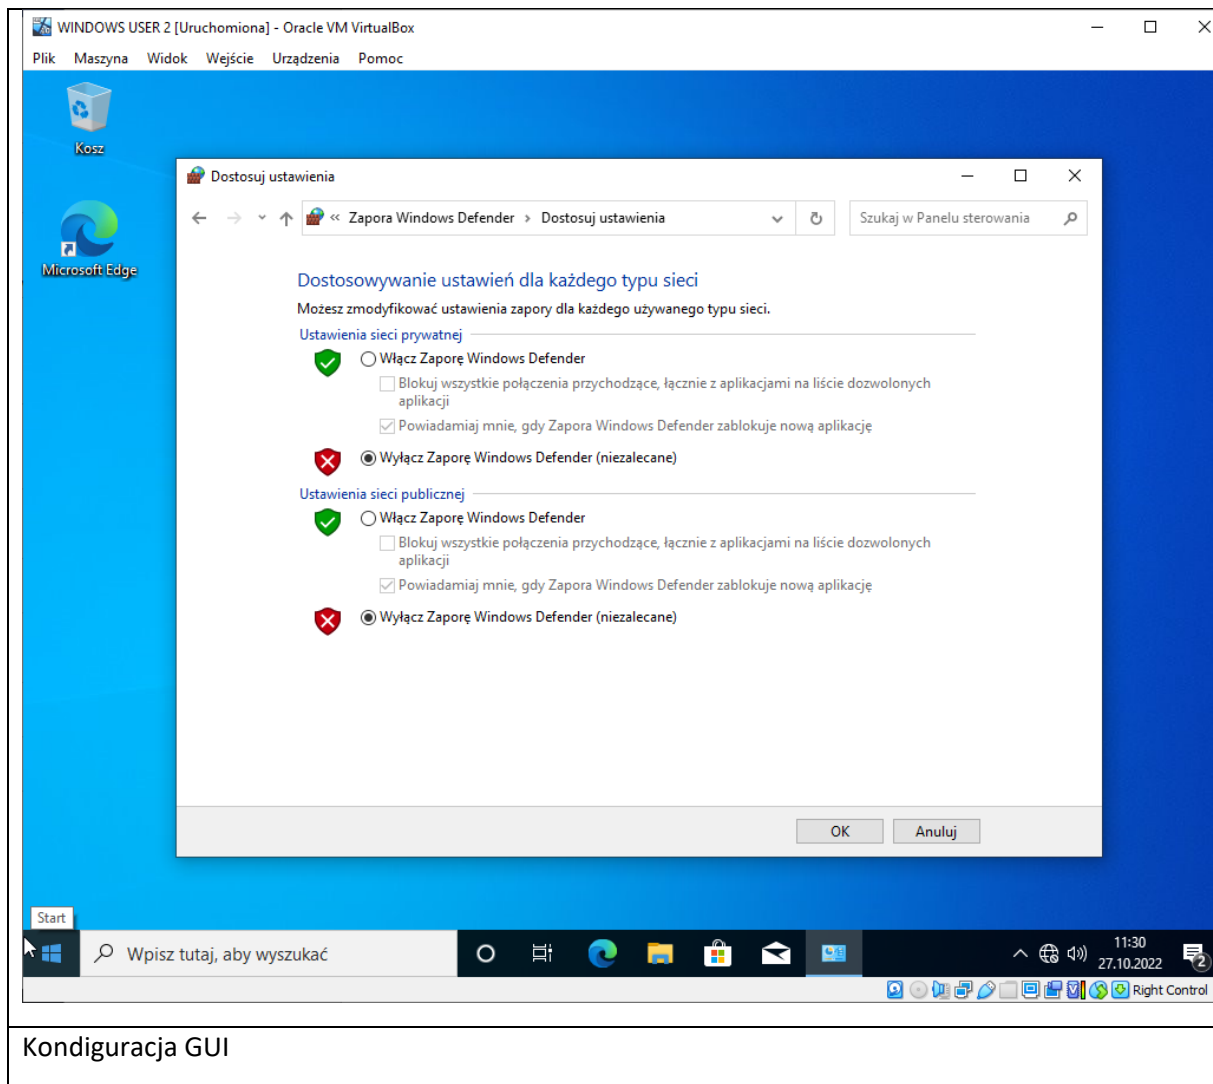 WINDOWS USER 2 [Uruchomiona] - Oracle VM VirtualBox
Plik Maszyna Widok Wejście Urządzenia Pomoc
Kosz
Microsoft Edge
Dostosuj ustawienia
« Zapora Windows Defender > Dostosuj ustawienia
Szukaj w Panelu sterowania
Dostosowywanie ustawień dla każdego typu sieci
Możesz zmodyfikować ustawienia zapory dla każdego używanego typu sieci.
Ustawienia sieci prywatnej
Włącz Zaporę Windows Defender
Blokuj wszystkie połączenia przychodzące, łącznie z aplikacjami na liście dozwolonych
aplikacji
Powiadamiaj mnie, gdy Zapora Windows Defender zablokuje nową aplikację
Wyłącz Zaporę Windows Defender (niezalecane)
Ustawienia sieci publicznej
Włącz Zaporę Windows Defender
Blokuj wszystkie połączenia przychodzące, łącznie z aplikacjami na liście dozwolonych
aplikacji
Powiadamiaj mnie, gdy Zapora Windows Defender zablokuje nową aplikację
Wyłącz Zaporę Windows Defender (niezalecane)
OK Anuluj
Start
Wpisz tutaj, aby wyszukać
11:30
27.10.2022
2
Right Control
Kondiguracja GUI